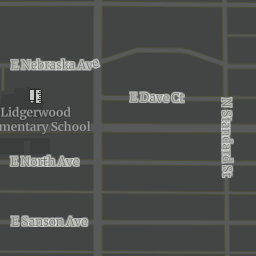 E Nebraska Ave
E Dave Ct
Lidgerwood
mentary School
N Standard St
E North Ave
E Sanson Ave